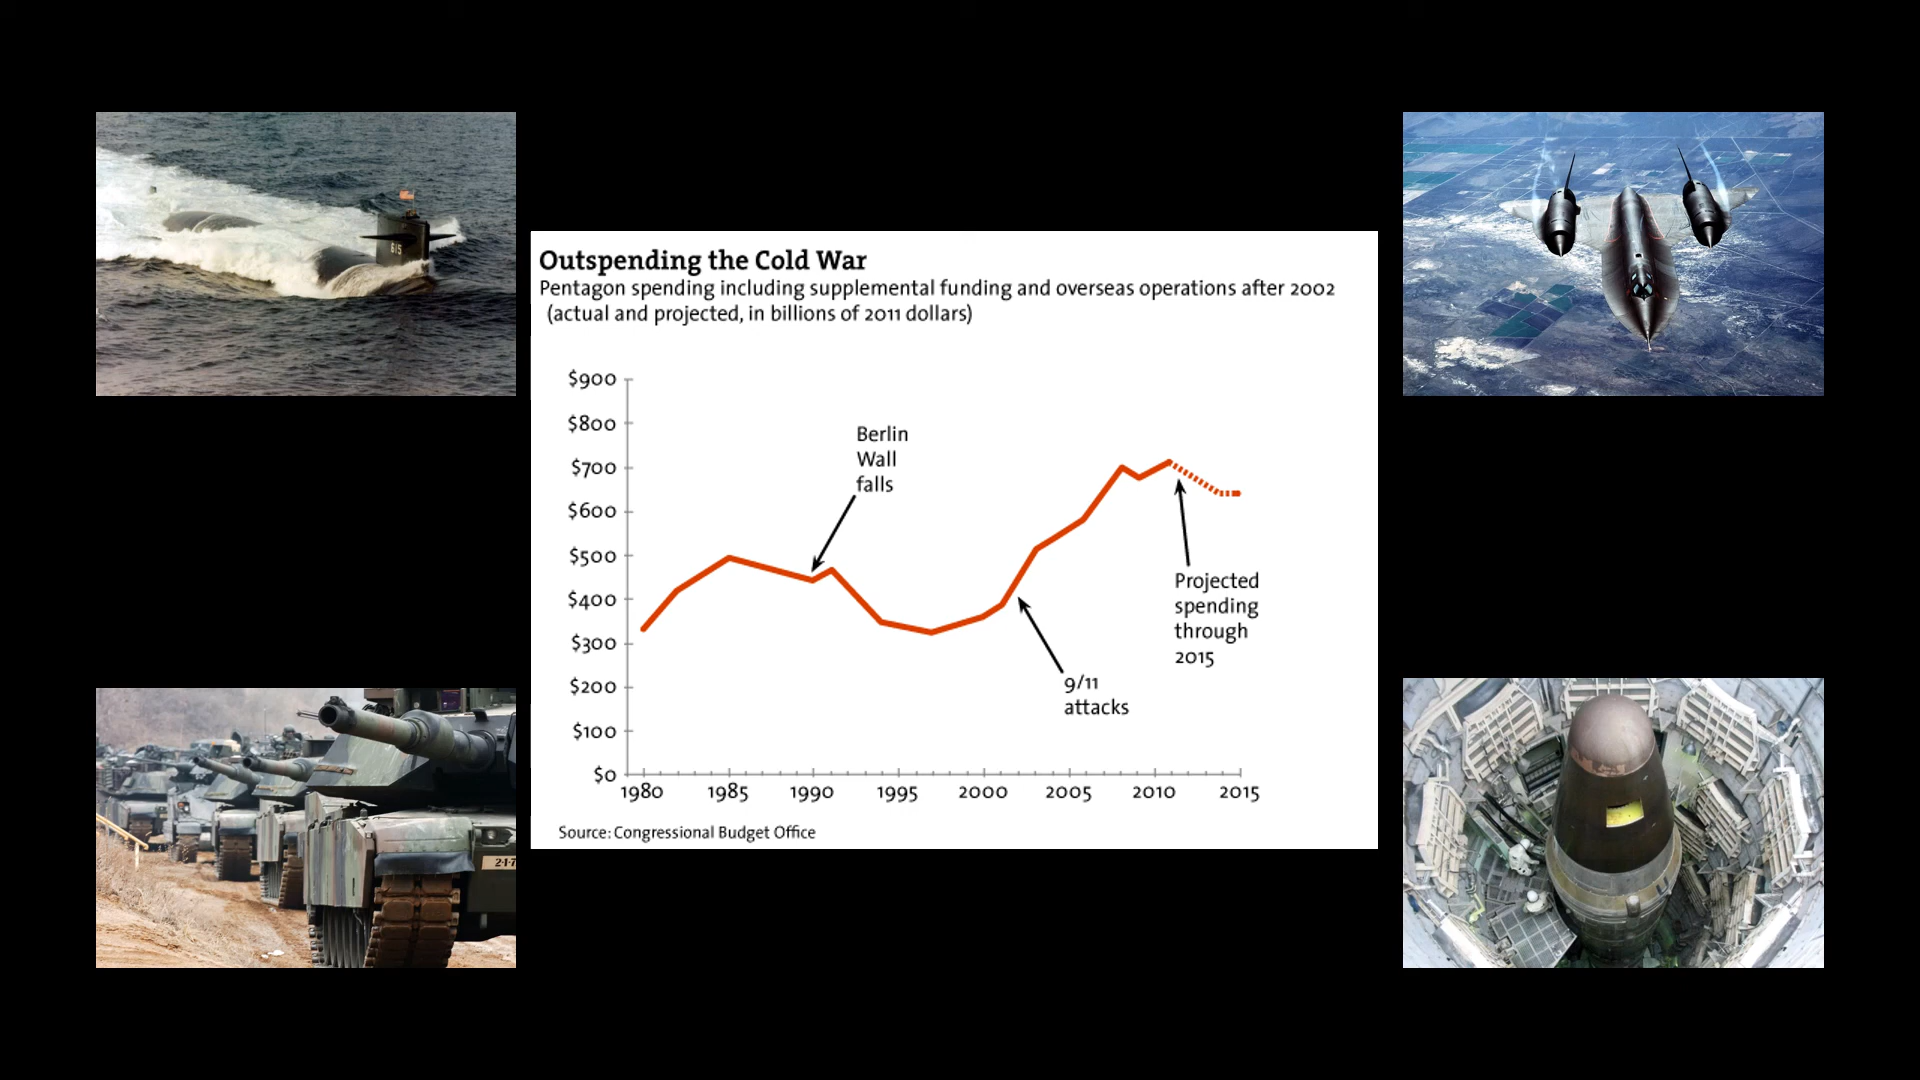 615
Outspending the Cold War
Pentagon spending including supplemental funding and overseas operations after 2002
(actual and projected, in billions of 2011 dollars)
$900
$800
$700
$600
$500
$400
$300
$200
$100
$0
Berlin
Wall
falls
9/11
attacks
Projected
spending
through
2015
1980 1985 1990 1995 2000 2005 2010 2015
Source: Congressional Budget Office